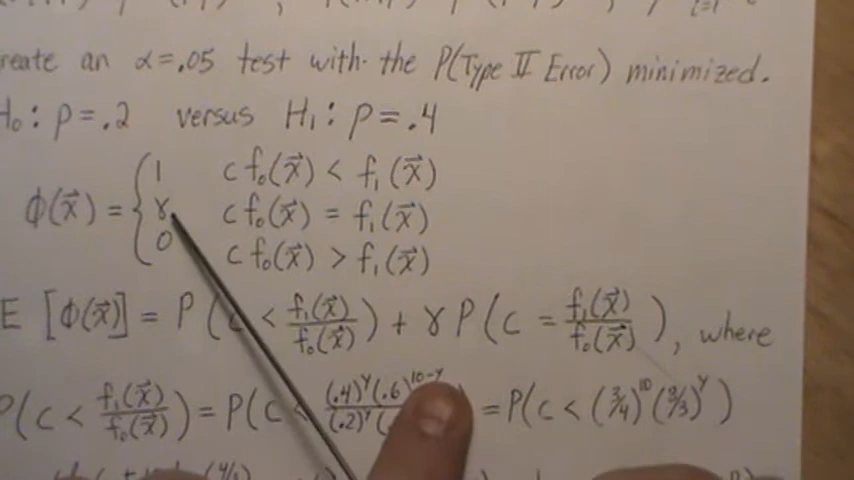 reate an α=.05 test with the P(Type II Error) minimized.
H₀: p=.2 versus H₁: p=.4
ϕ(x⃗) = { 1 c f₀(x⃗) < f₁(x⃗)
γ c f₀(x⃗) = f₁(x⃗)
0 c f₀(x⃗) > f₁(x⃗)
E [ϕ(x⃗)] = P(c < f₁(x⃗)/f₀(x⃗)) + γ P(c = f₁(x⃗)/f₀(x⃗)), where
P(c < f₁(x⃗)/f₀(x⃗)) = P(c < (.4)^y(.6)^10-y/(.2)^y( = P(c < (3/4)^10(8/3)^y)